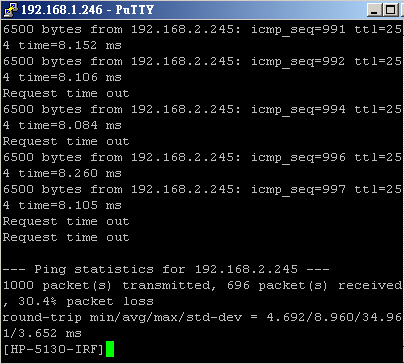 192.168.1.246 - PuTTY
6500 bytes from 192.168.2.245: icmp_seq=991 ttl=25
4 time=8.152 ms
6500 bytes from 192.168.2.245: icmp_seq=992 ttl=25
4 time=8.106 ms
Request time out
6500 bytes from 192.168.2.245: icmp_seq=994 ttl=25
4 time=8.084 ms
Request time out
6500 bytes from 192.168.2.245: icmp_seq=996 ttl=25
4 time=8.260 ms
6500 bytes from 192.168.2.245: icmp_seq=997 ttl=25
4 time=8.105 ms
Request time out
Request time out
--- Ping statistics for 192.168.2.245 ---
1000 packet(s) transmitted, 696 packet(s) received
, 30.4% packet loss
round-trip min/avg/max/std-dev = 4.692/8.960/34.96
1/3.652 ms
[HP-5130-IRF]